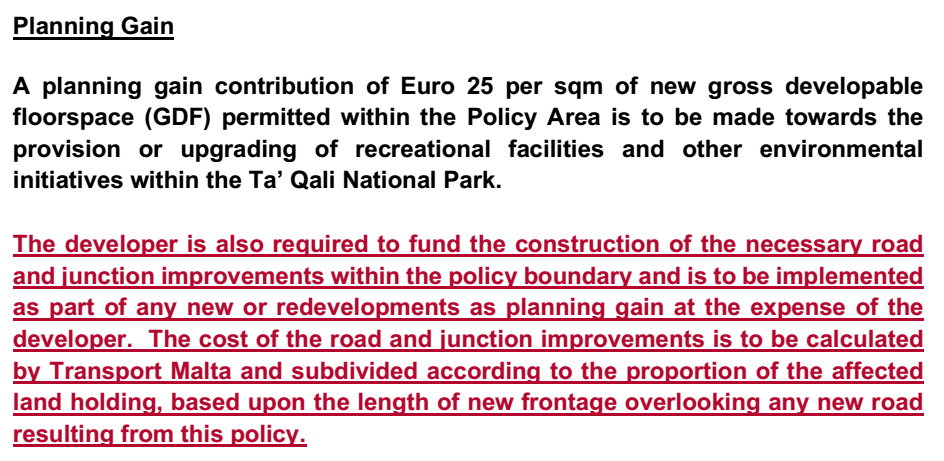 Planning Gain
A planning gain contribution of Euro 25 per sqm of new gross developable
floorspace (GDF) permitted within the Policy Area is to be made towards the
provision or upgrading of recreational facilities and other environmental
initiatives within the Ta’ Qali National Park.
The developer is also required to fund the construction of the necessary road
and junction improvements within the policy boundary and is to be implemented
as part of any new or redevelopments as planning gain at the expense of the
developer.  The cost of the road and junction improvements is to be calculated
by Transport Malta and subdivided according to the proportion of the affected
land holding, based upon the length of new frontage overlooking any new road
resulting from this policy.